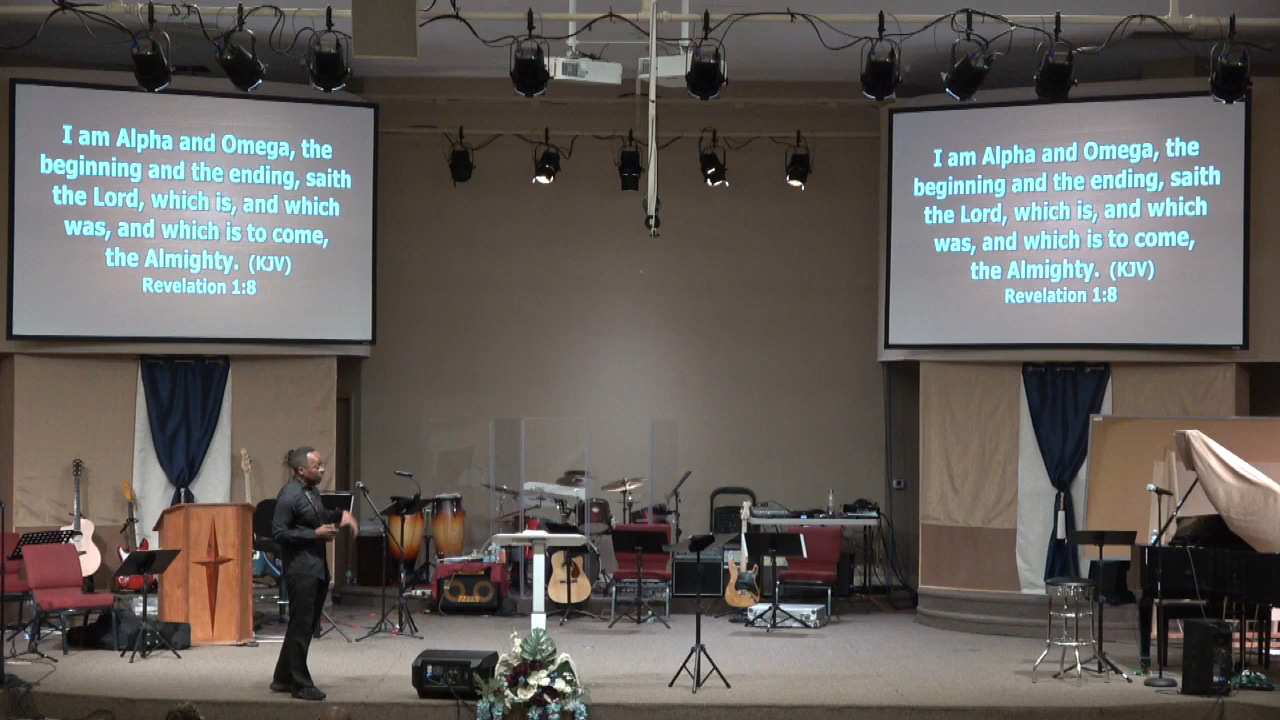 I am Alpha and Omega, the
beginning and the ending, saith
the Lord, which is, and which
was, and which is to come,
the Almighty. (KJV)
Revelation 1:8
I am Alpha and Omega, the
beginning and the ending, saith
the Lord, which is, and which
was, and which is to come,
the Almighty. (KJV)
Revelation 1:8